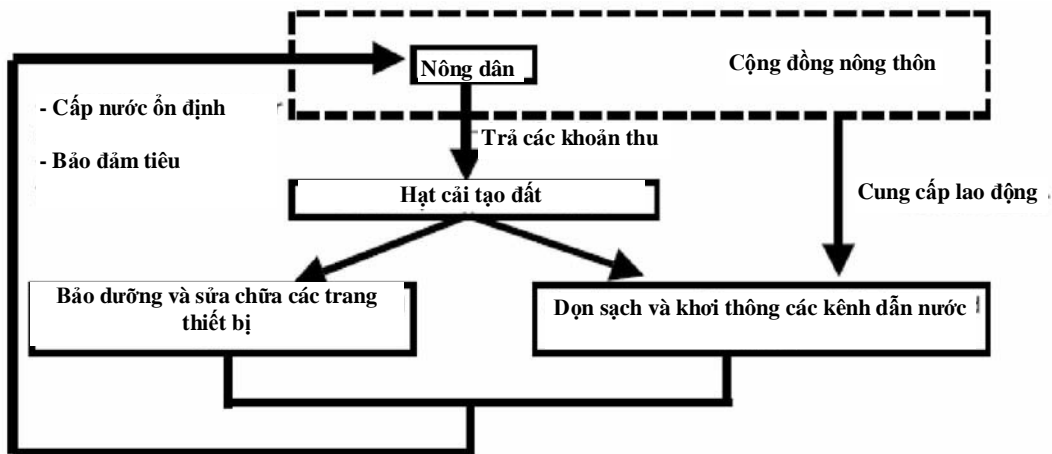 Nông dân
Cộng đồng nông thôn
- Cấp nước ổn định
- Bảo đảm tiêu
Trả các khoản thu
Hạt cải tạo đất
Cung cấp lao động
Bảo dưỡng và sửa chữa các trang
thiết bị
Dọn sạch và khơi thông các kênh dẫn nước